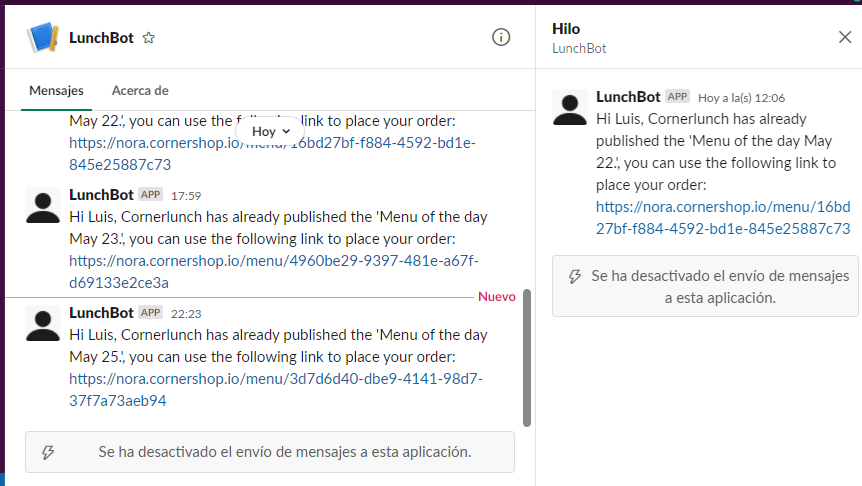 LunchBot
Mensajes
Acerca de
Hoy
May 22.', you can use the following link to place your order:
https://nora.cornershop.io/menu/16bd27bf-f884-4592-bd1e-
845e25887c73
LunchBot APP 17:59
Hi Luis, Cornerlunch has already published the 'Menu of the day
May 23.', you can use the following link to place your order:
https://nora.cornershop.io/menu/4960be29-9397-481e-a67f-
d69133e2ce3a
Nuevo
LunchBot APP 22:23
Hi Luis, Cornerlunch has already published the 'Menu of the day
May 25.', you can use the following link to place your order:
https://nora.cornershop.io/menu/3d7d6d40-dbe9-4141-98d7-
37f7a73aeb94
Se ha desactivado el envío de mensajes a esta aplicación.
Hilo
LunchBot
LunchBot APP Hoy a la(s) 12:06
Hi Luis, Cornerlunch has already
published the 'Menu of the day May
22.', you can use the following link to
place your order:
https://nora.cornershop.io/menu/16bd
27bf-f884-4592-bd1e-845e25887c73
Se ha desactivado el envío de mensajes
a esta aplicación.